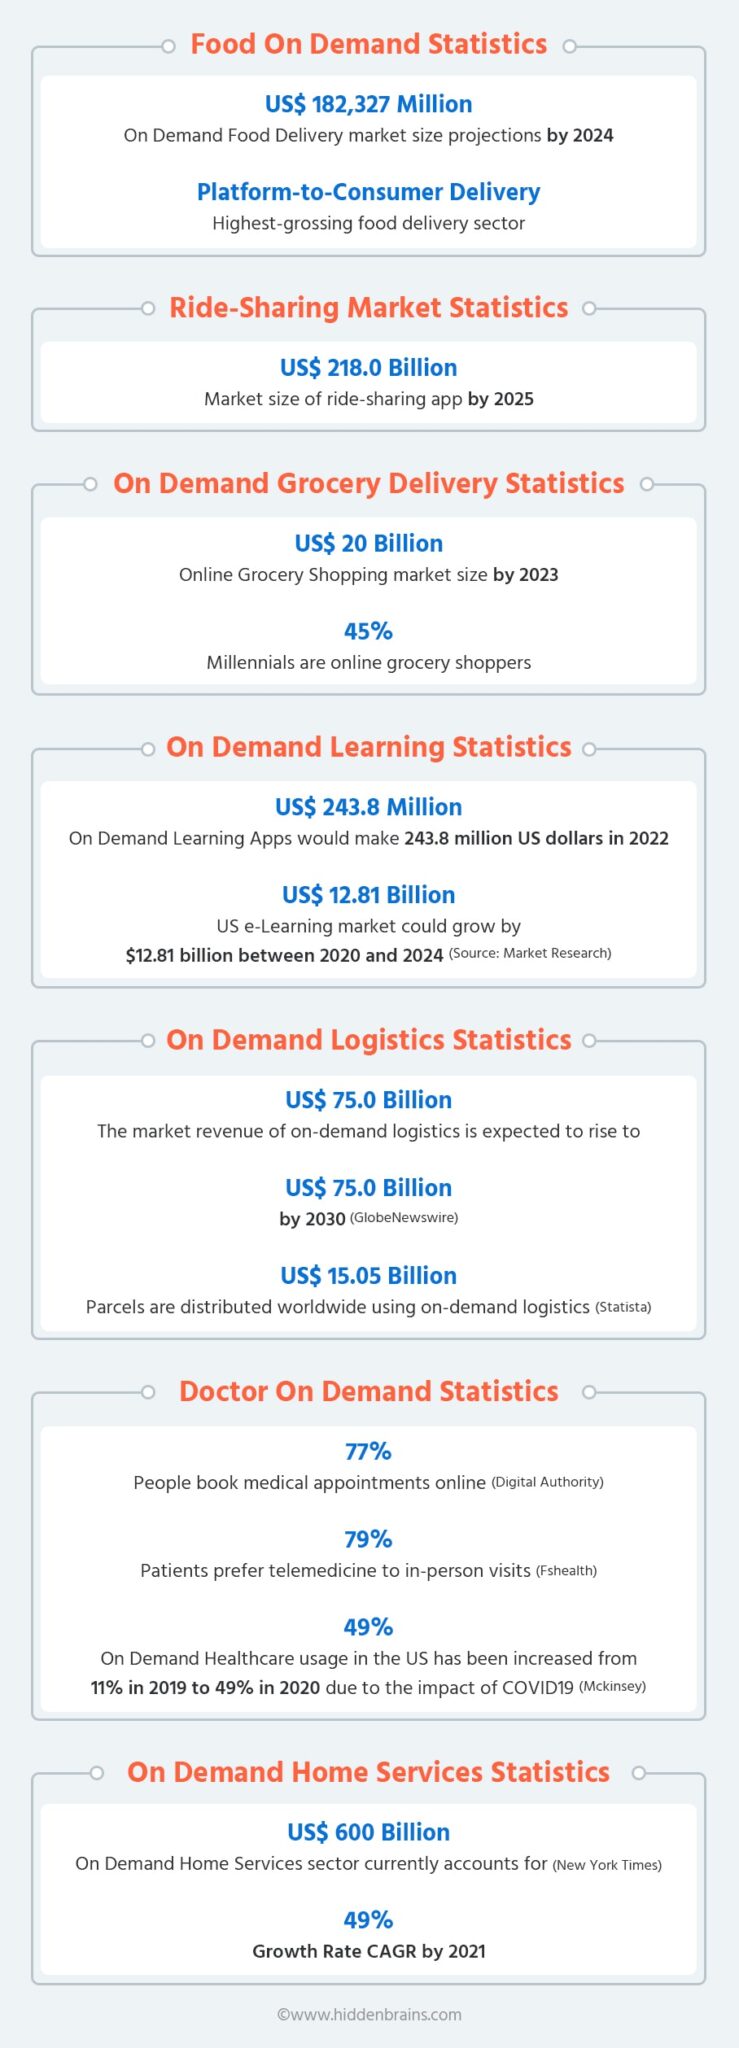 Food On Demand Statistics
US$ 182,327 Million
On Demand Food Delivery market size projections by 2024
Platform-to-Consumer Delivery
Highest-grossing food delivery sector
Ride-Sharing Market Statistics
US$ 218.0 Billion
Market size of ride-sharing app by 2025
On Demand Grocery Delivery Statistics
US$ 20 Billion
Online Grocery Shopping market size by 2023
45%
Millennials are online grocery shoppers
On Demand Learning Statistics
US$ 243.8 Million
On Demand Learning Apps would make 243.8 million US dollars in 2022
US$ 12.81 Billion
US e-Learning market could grow by
$12.81 billion between 2020 and 2024 (Source: Market Research)
On Demand Logistics Statistics
US$ 75.0 Billion
The market revenue of on-demand logistics is expected to rise to
US$ 75.0 Billion
by 2030 (GlobeNewswire)
US$ 15.05 Billion
Parcels are distributed worldwide using on-demand logistics (Statista)
Doctor On Demand Statistics
77%
People book medical appointments online (Digital Authority)
79%
Patients prefer telemedicine to in-person visits (Fshealth)
49%
On Demand Healthcare usage in the US has been increased from
11% in 2019 to 49% in 2020 due to the impact of COVID19 (Mckinsey)
On Demand Home Services Statistics
US$ 600 Billion
On Demand Home Services sector currently accounts for (New York Times)
49%
Growth Rate CAGR by 2021
©www.hiddenbrains.com